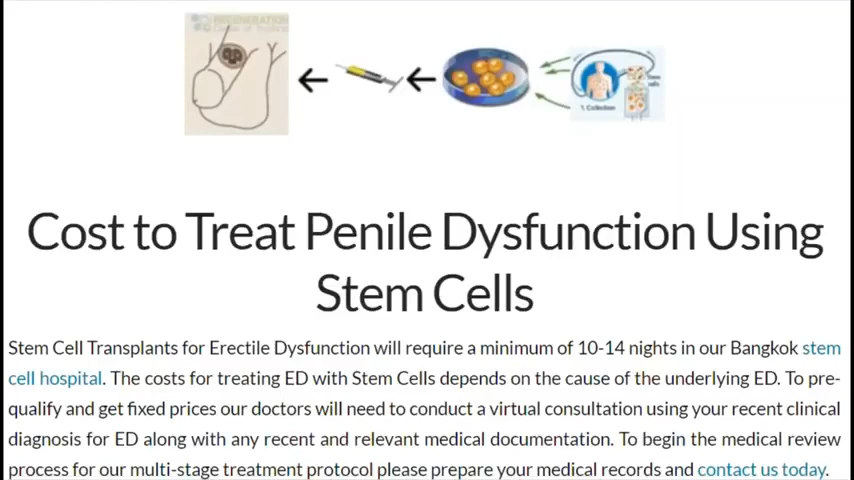 REGENERATION
1. Collection
Cost to Treat Penile Dysfunction Using
Stem Cells
Stem Cell Transplants for Erectile Dysfunction will require a minimum of 10-14 nights in our Bangkok stem
cell hospital. The costs for treating ED with Stem Cells depends on the cause of the underlying ED. To pre-
qualify and get fixed prices our doctors will need to conduct a virtual consultation using your recent clinical
diagnosis for ED along with any recent and relevant medical documentation. To begin the medical review
process for our multi-stage treatment protocol please prepare your medical records and contact us today.